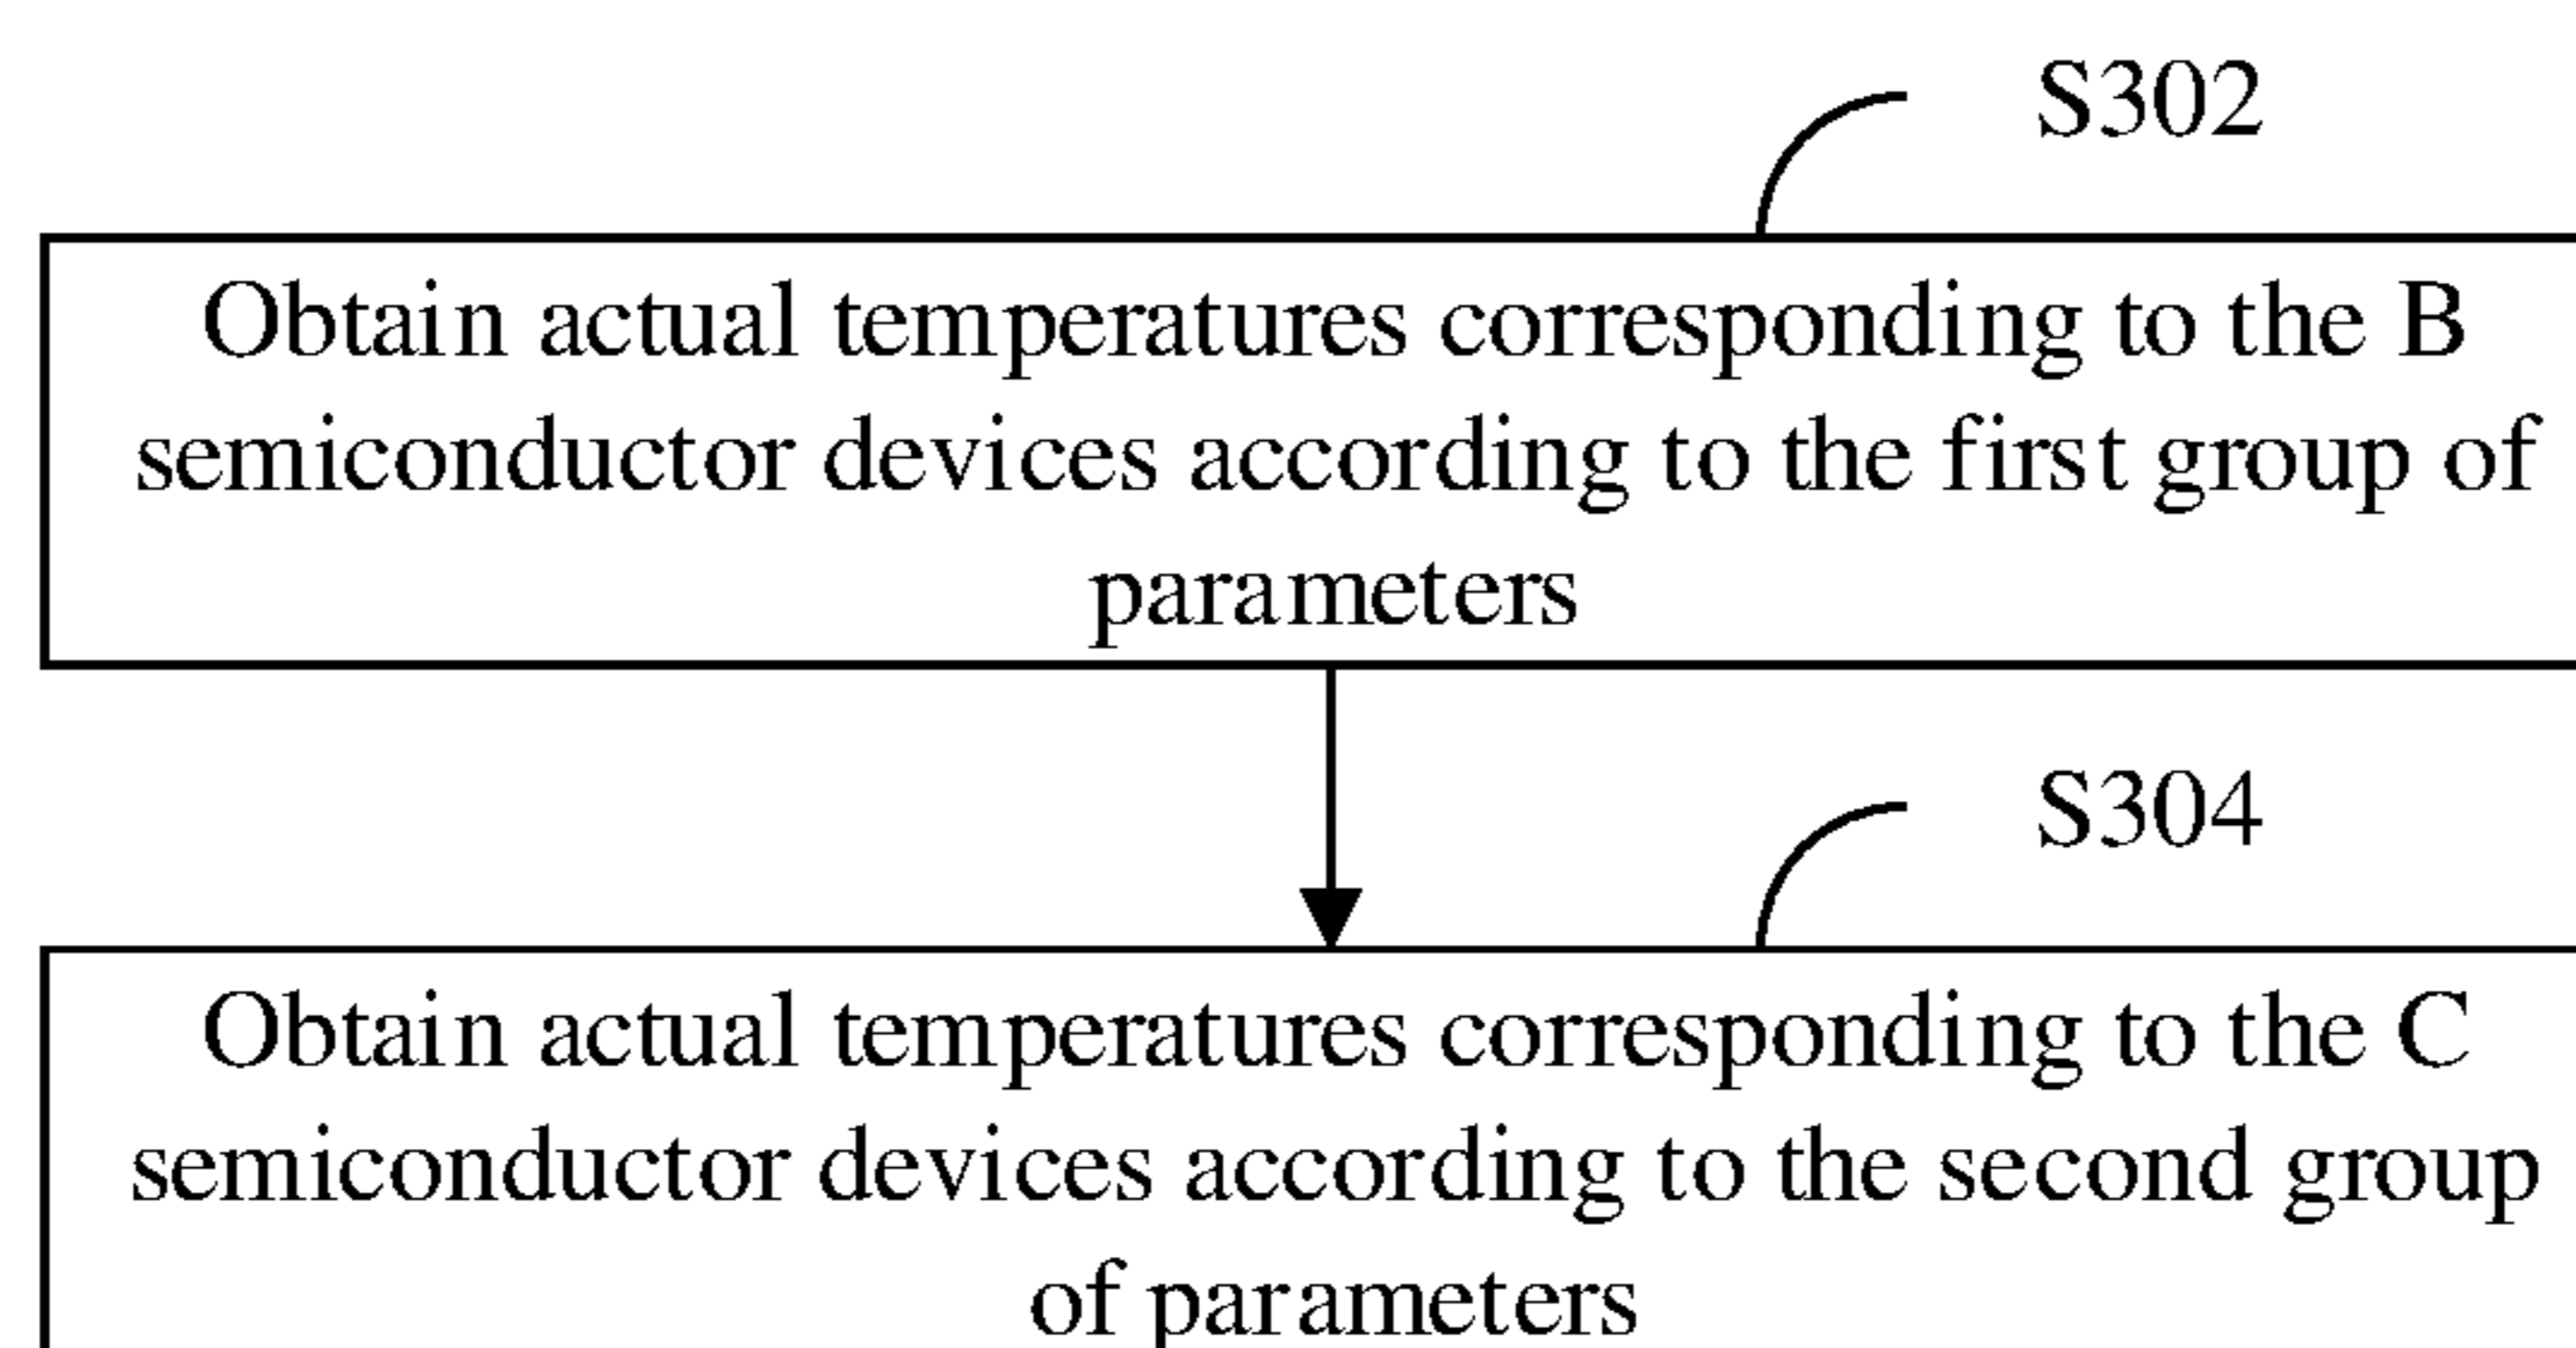 S302
Obtain actual temperatures corresponding to the B
semiconductor devices according to the first group of
parameters
S304
Obtain actual temperatures corresponding to the C
semiconductor devices according to the second group
of parameters